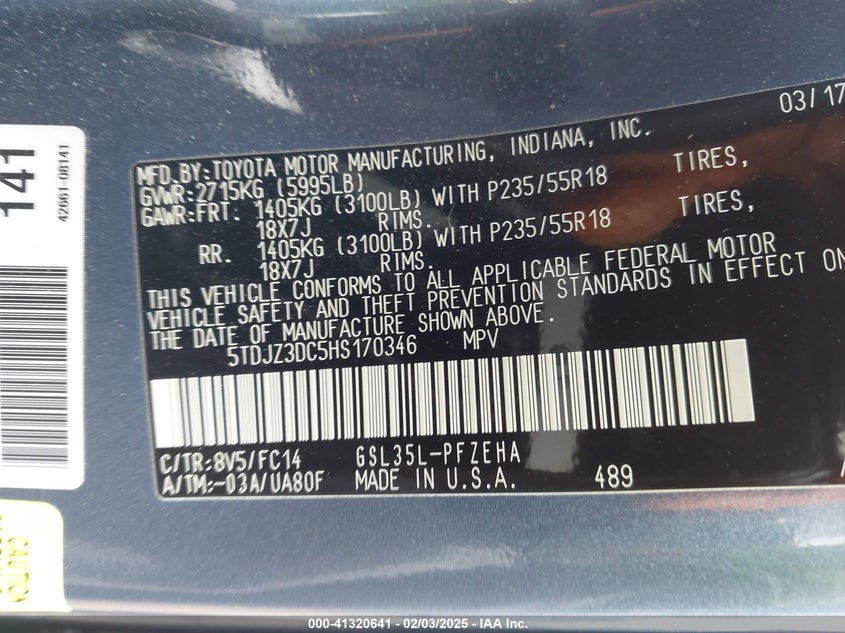 03/17
MFD.BY:TOYOTA MOTOR MANUFACTURING, INDIANA, INC.
GVWR:2715KG (5995LB)
GAWR:FRT. 1405KG (3100LB) WITH P235/55R18 TIRES,
18X7J RIMS.
RR. 1405KG (3100LB) WITH P235/55R18 TIRES,
18X7J RIMS.
THIS VEHICLE CONFORMS TO ALL APPLICABLE FEDERAL MOTOR
VEHICLE SAFETY AND THEFT PREVENTION STANDARDS IN EFFECT ON
THE DATE OF MANUFACTURE SHOWN ABOVE.
5TDJZ3DC5HS170346 MPV
C/TR:8V5/FC14 GSL35L-PFZEHA
A/TM:-03A/UA80F MADE IN U.S.A. 489
141
42661-08141
CAUTION
000-41320641 - 02/03/2025 - IAA Inc.